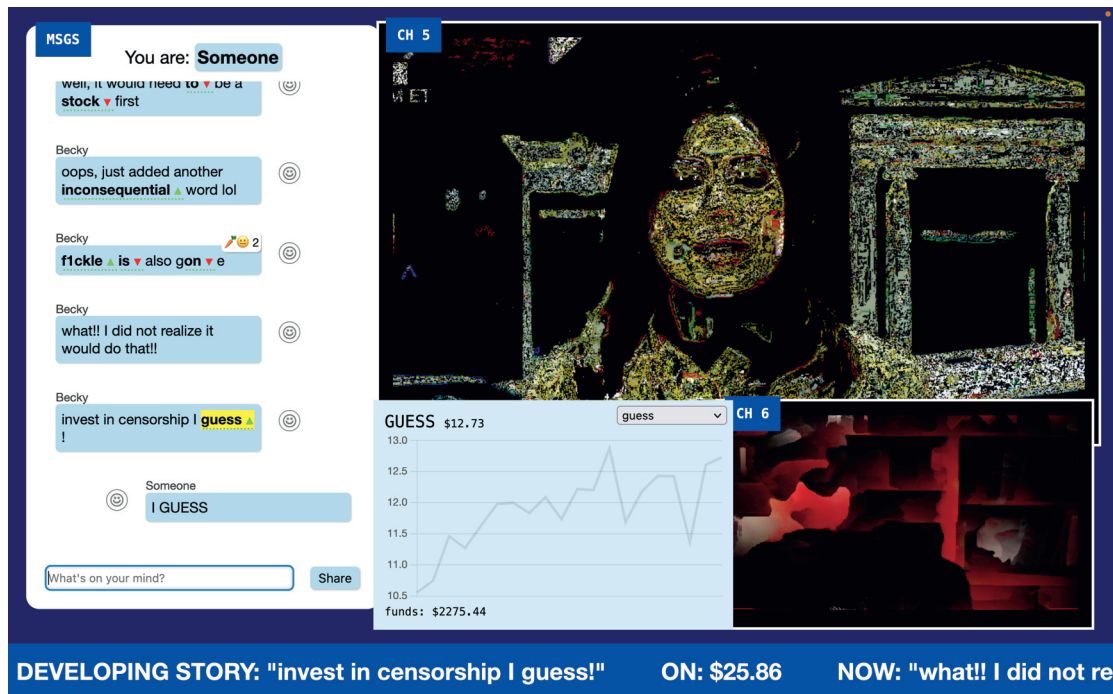 MSGS
You are: Someone
well, it would need to ▼ be a
stock ▼ first
Becky
oops, just added another
inconsequential ▲ word lol
Becky
🥕😐 2
f1ckle ▲ is ▼ also gon ▼ e
Becky
what!! I did not realize it
would do that!!
Becky
invest in censorship I guess ▲
!
Someone
I GUESS
What's on your mind?
Share
CH 5
GUESS $12.73
guess
13.0
12.5
12.0
11.5
11.0
10.5
funds: $2275.44
CH 6
DEVELOPING STORY: "invest in censorship I guess!" ON: $25.86 NOW: "what!! I did not re